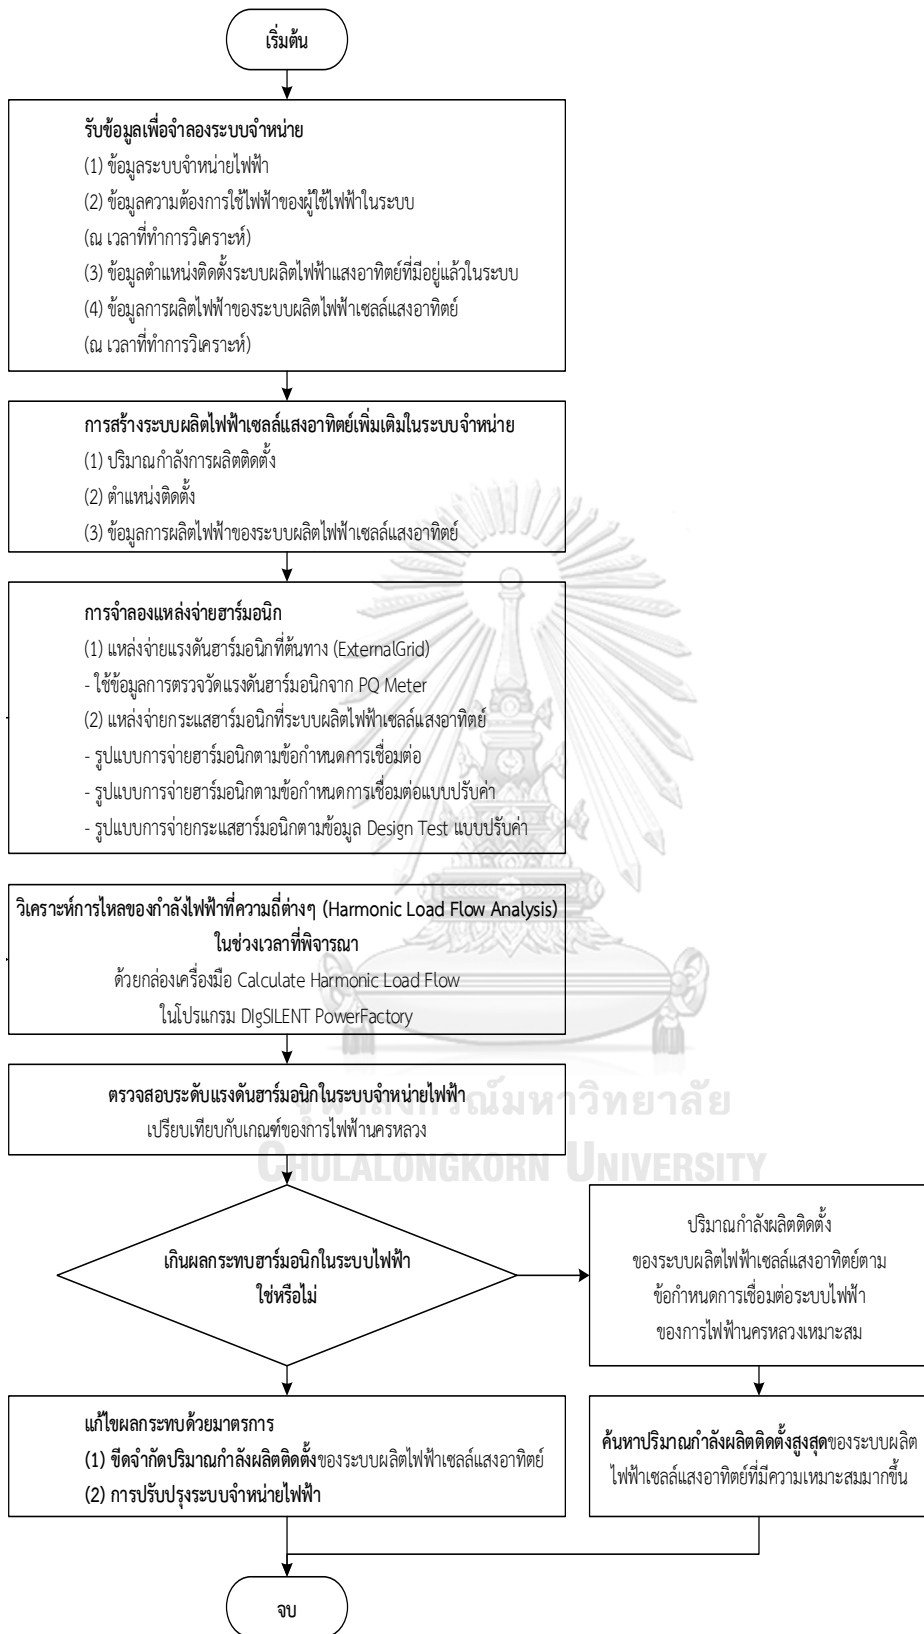 เริ่มต้น
รับข้อมูลเพื่อจำลองระบบจำหน่าย
(1) ข้อมูลระบบจำหน่ายไฟฟ้า
(2) ข้อมูลความต้องการใช้ไฟฟ้าของผู้ใช้ไฟฟ้าในระบบ
(ณ เวลาที่ทำการวิเคราะห์)
(3) ข้อมูลตำแหน่งติดตั้งระบบผลิตไฟฟ้าแสงอาทิตย์ที่มีอยู่แล้วในระบบ
(4) ข้อมูลการผลิตไฟฟ้าของระบบผลิตไฟฟ้าเซลล์แสงอาทิตย์
(ณ เวลาที่ทำการวิเคราะห์)
การสร้างระบบผลิตไฟฟ้าเซลล์แสงอาทิตย์เพิ่มเติมในระบบจำหน่าย
(1) ปริมาณกำลังการผลิตติดตั้ง
(2) ตำแหน่งติดตั้ง
(3) ข้อมูลการผลิตไฟฟ้าของระบบผลิตไฟฟ้าเซลล์แสงอาทิตย์
การจำลองแหล่งจ่ายฮาร์มอนิก
(1) แหล่งจ่ายแรงดันฮาร์มอนิกที่ต้นทาง (ExternalGrid)
- ใช้ข้อมูลการตรวจวัดแรงดันฮาร์มอนิกจาก PQ Meter
(2) แหล่งจ่ายกระแสฮาร์มอนิกที่ระบบผลิตไฟฟ้าเซลล์แสงอาทิตย์
- รูปแบบการจ่ายฮาร์มอนิกตามข้อกำหนดการเชื่อมต่อ
- รูปแบบการจ่ายฮาร์มอนิกตามข้อกำหนดการเชื่อมต่อแบบปรับค่า
- รูปแบบการจ่ายกระแสฮาร์มอนิกตามข้อมูล Design Test แบบปรับค่า
วิเคราะห์การไหลของกำลังไฟฟ้าที่ความถี่ต่างๆ (Harmonic Load Flow Analysis)
ในช่วงเวลาที่พิจารณา
ด้วยกล่องเครื่องมือ Calculate Harmonic Load Flow
ในโปรแกรม DIgSILENT PowerFactory
ตรวจสอบระดับแรงดันฮาร์มอนิกในระบบจำหน่ายไฟฟ้า
เปรียบเทียบกับเกณฑ์ของการไฟฟ้านครหลวง
จุฬาลงกรณ์มหาวิทยาลัย
CHULALONGKORN UNIVERSITY
เกินผลกระทบฮาร์มอนิกในระบบไฟฟ้า
ใช่หรือไม่
ปริมาณกำลังผลิตติดตั้ง
ของระบบผลิตไฟฟ้าเซลล์แสงอาทิตย์ตาม
ข้อกำหนดการเชื่อมต่อระบบไฟฟ้า
ของการไฟฟ้านครหลวงเหมาะสม
แก้ไขผลกระทบด้วยมาตรการ
(1) ขีดจำกัดปริมาณกำลังผลิตติดตั้งของระบบผลิตไฟฟ้าเซลล์แสงอาทิตย์
(2) การปรับปรุงระบบจำหน่ายไฟฟ้า
ค้นหาปริมาณกำลังผลิตติดตั้งสูงสุดของระบบผลิต
ไฟฟ้าเซลล์แสงอาทิตย์ที่มีความเหมาะสมมากขึ้น
จบ